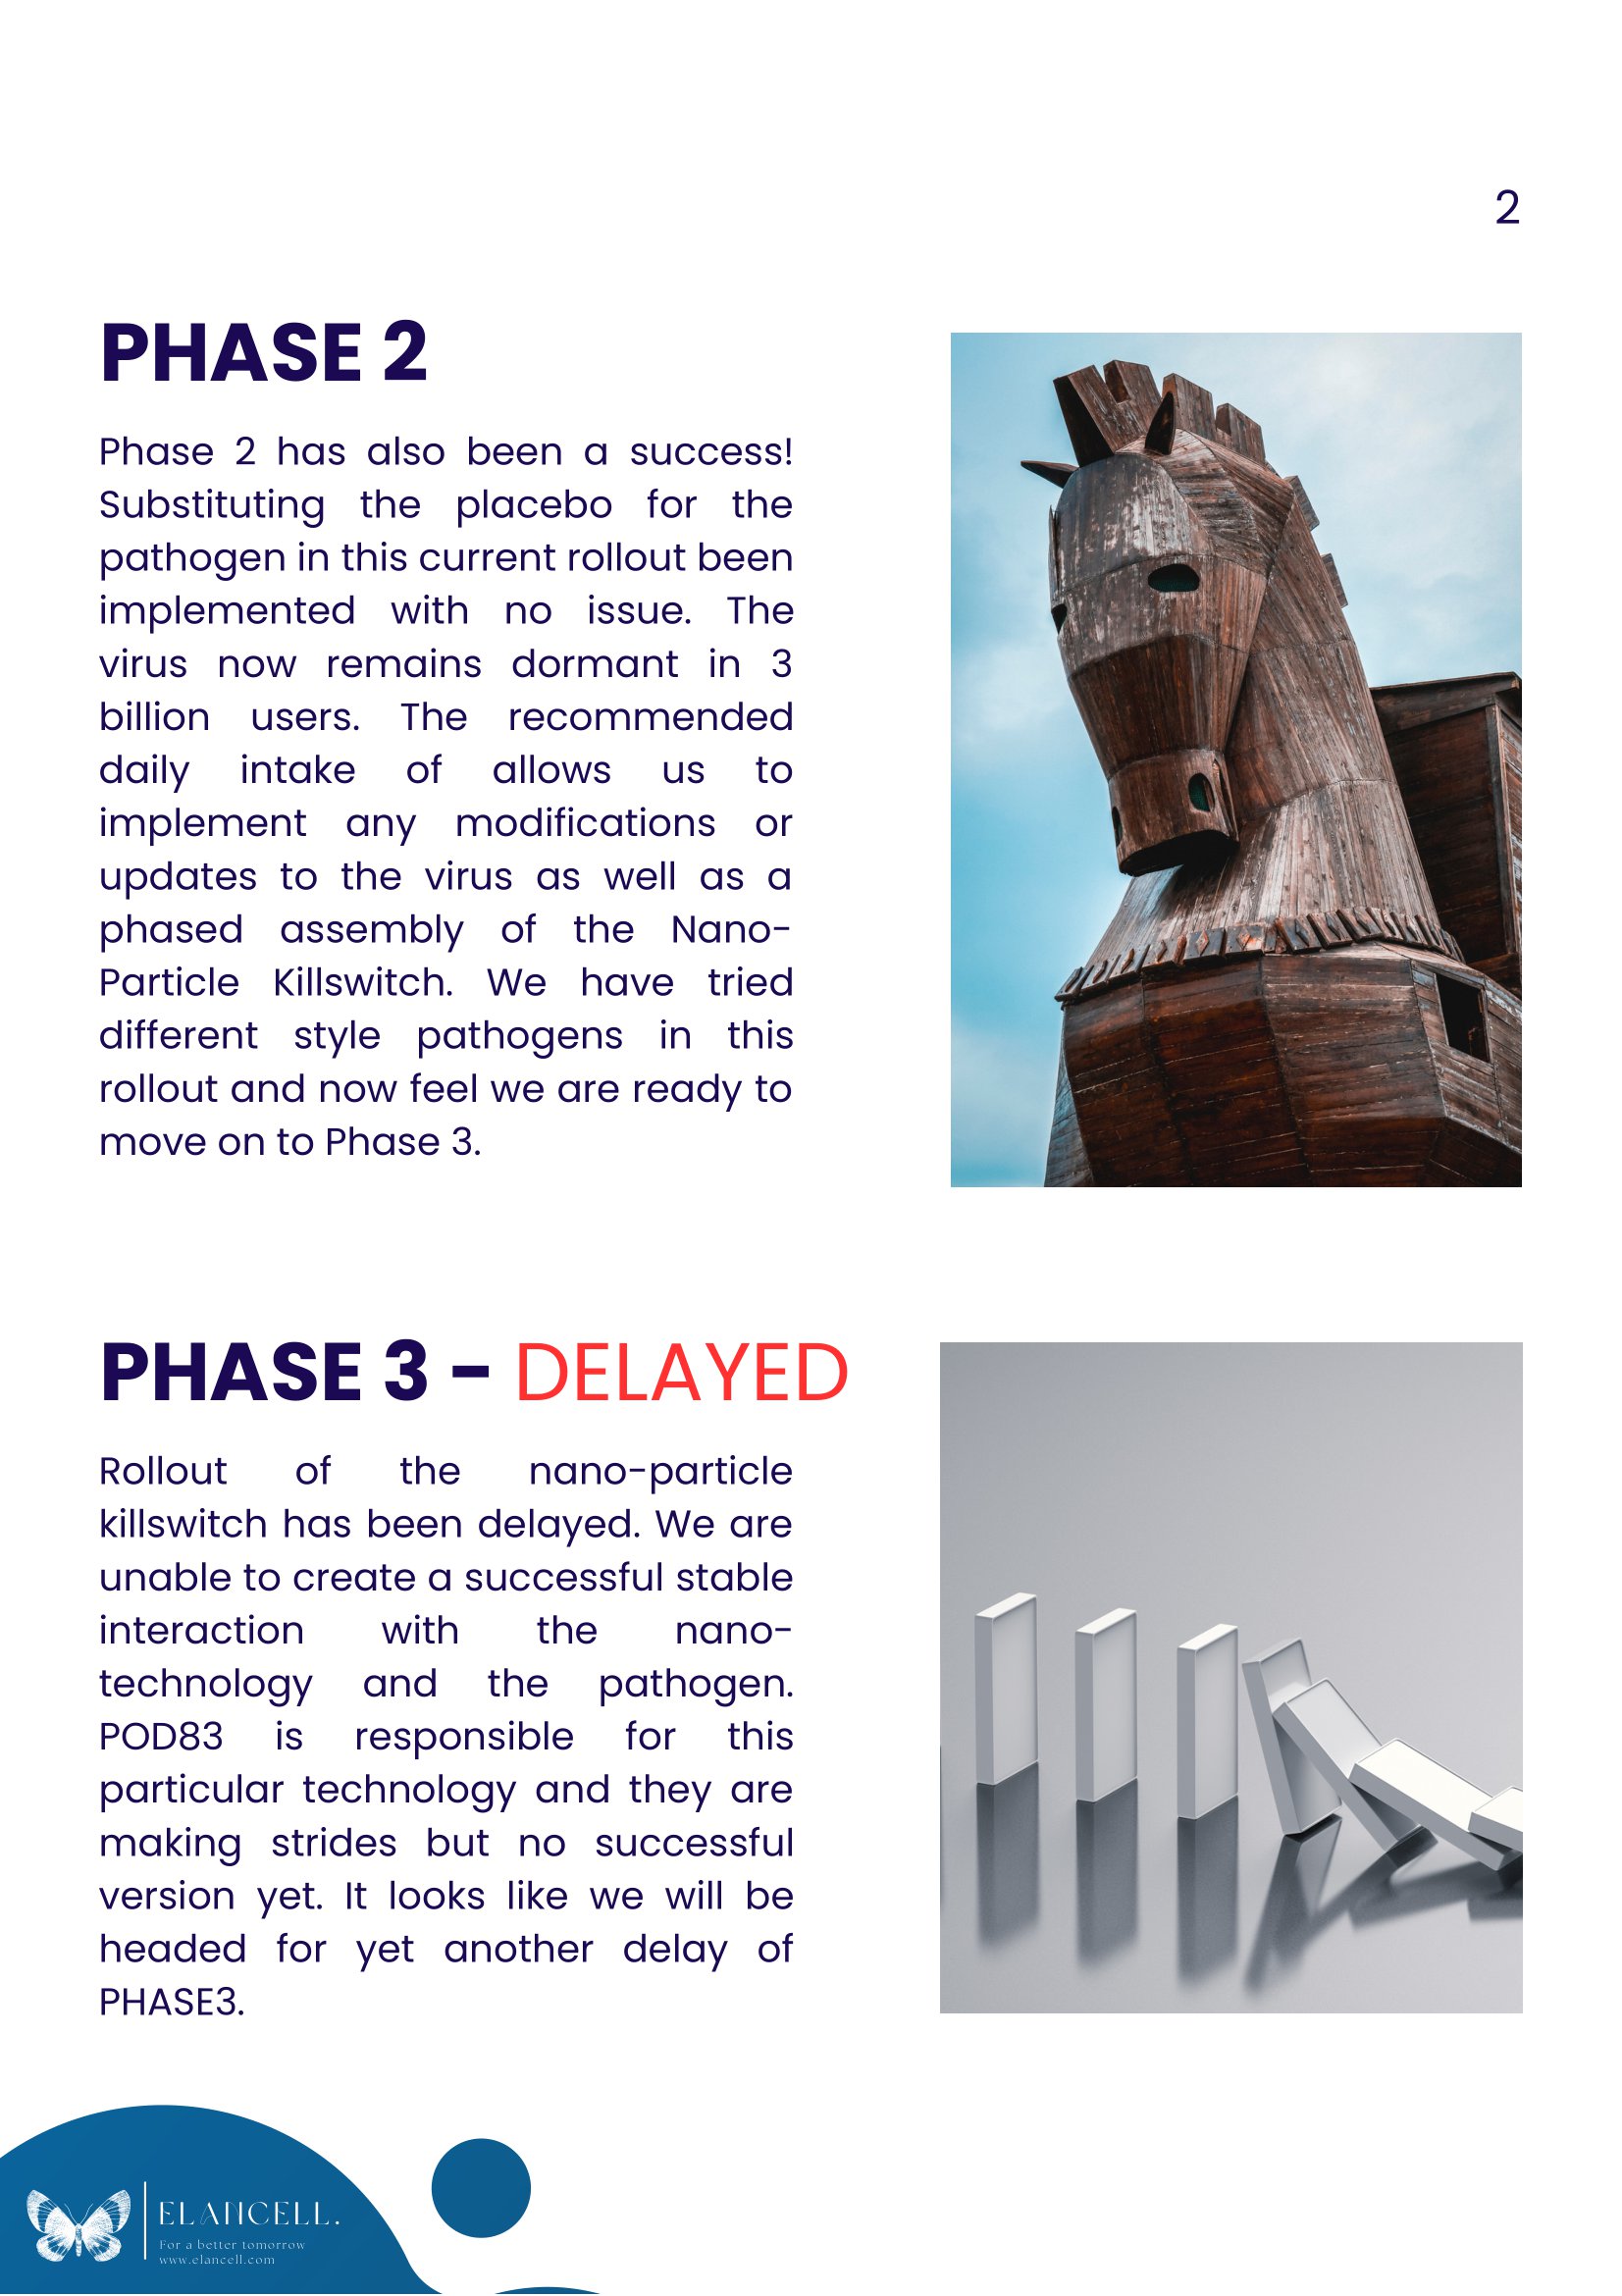 2
PHASE 2
Phase 2 has also been a success!
Substituting the placebo for the
pathogen in this current rollout been
implemented with no issue. The
virus now remains dormant in 3
billion users. The recommended
daily intake of allows us to
implement any modifications or
updates to the virus as well as a
phased assembly of the Nano-
Particle Killswitch. We have tried
different style pathogens in this
rollout and now feel we are ready to
move on to Phase 3.
PHASE 3 - DELAYED
Rollout of the nano-particle
killswitch has been delayed. We are
unable to create a successful stable
interaction with the nano-
technology and the pathogen.
POD83 is responsible for this
particular technology and they are
making strides but no successful
version yet. It looks like we will be
headed for yet another delay of
PHASE3.
ELANCELL.
For a better tomorrow
www.elancell.com